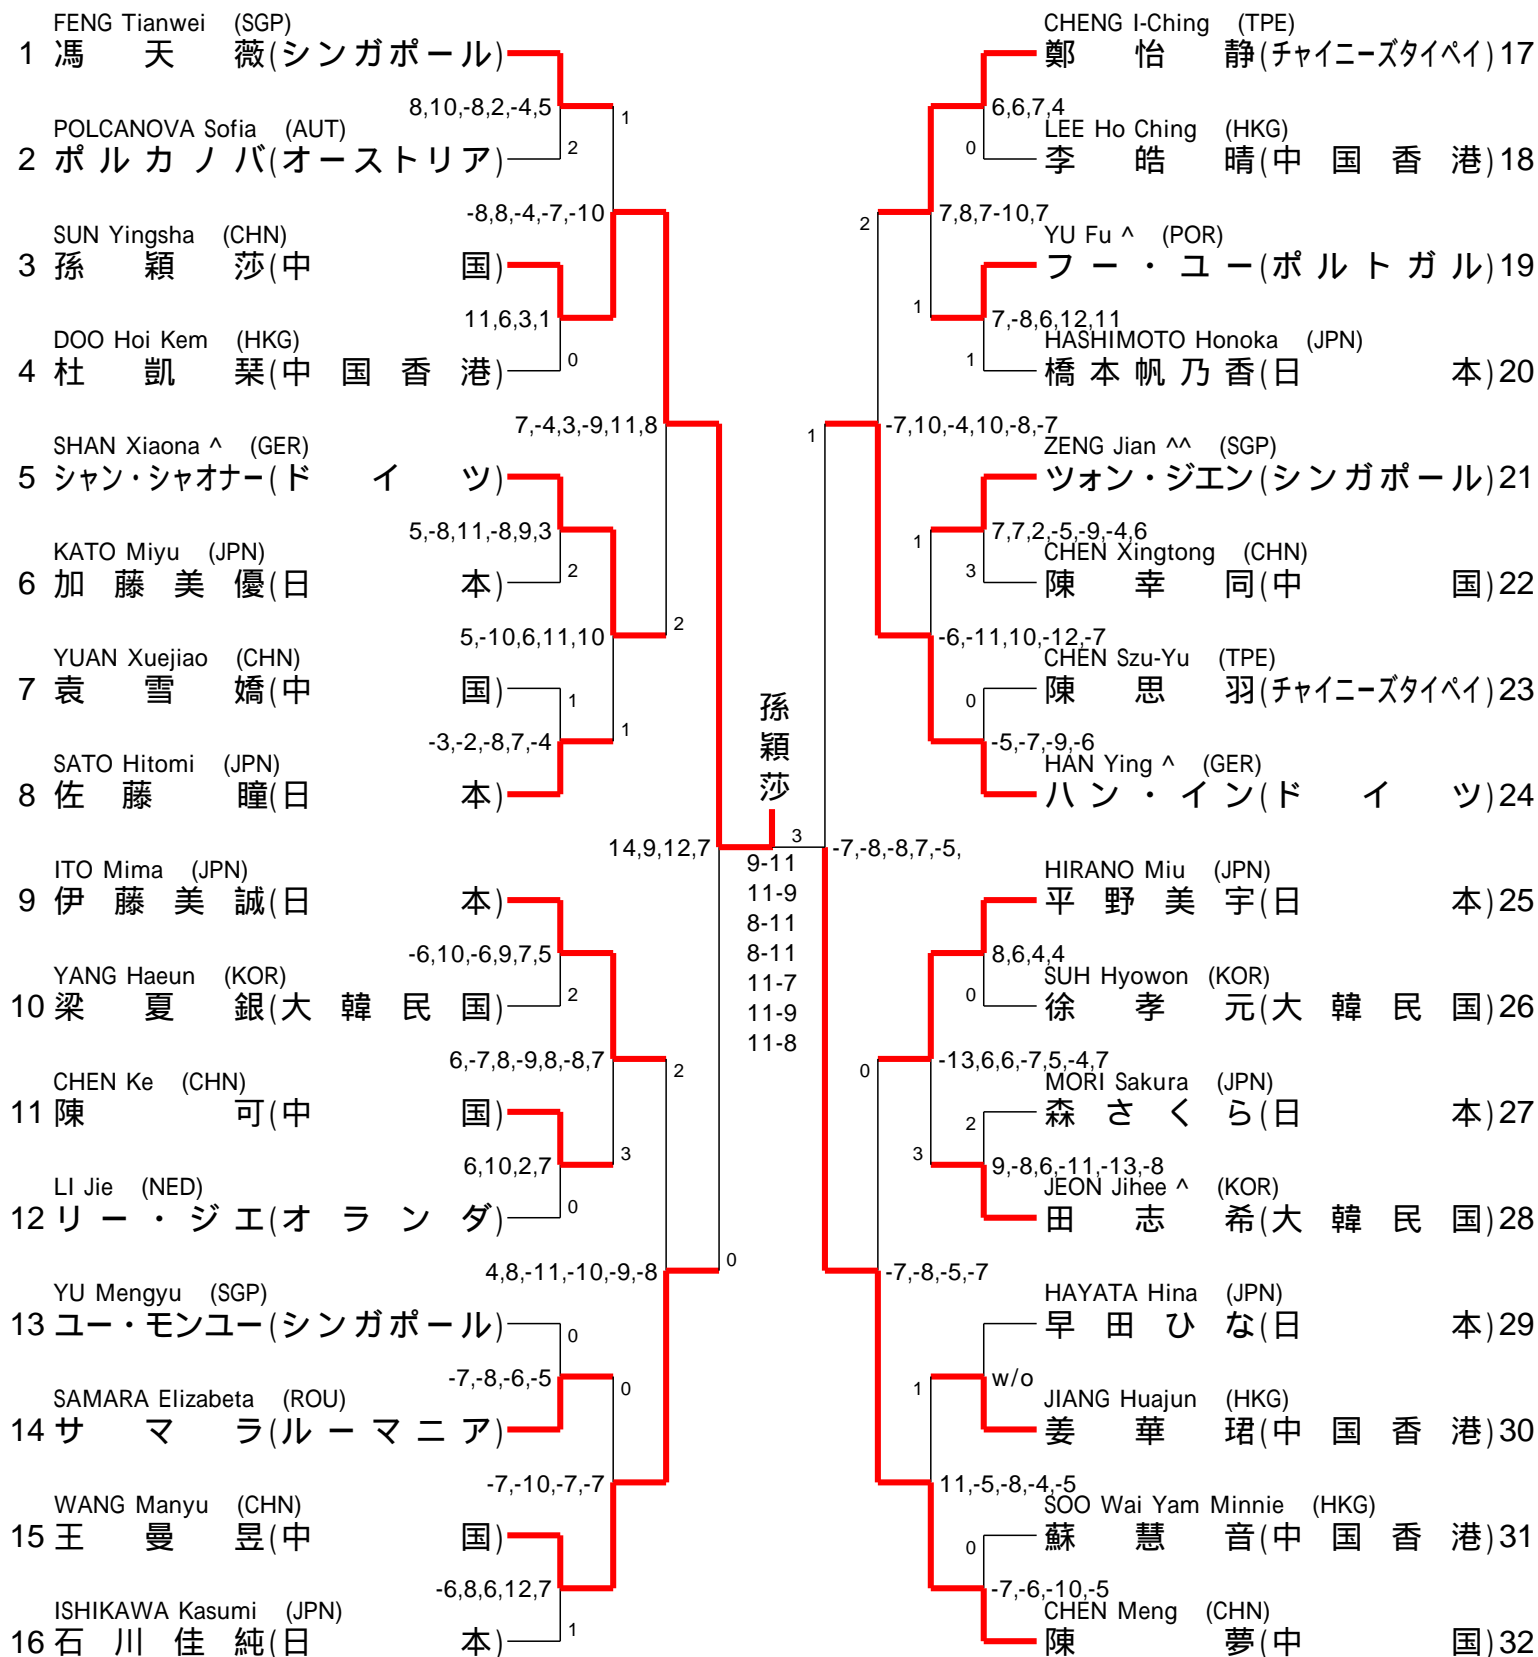 FENG Tianwei (SGP)
1 馮 天 薇(シンガポール)
8,10,-8,2,-4,5
1
POLCANOVA Sofia (AUT)
2 ポルカノバ(オーストリア)
2
-8,8,-4,-7,-10
SUN Yingsha (CHN)
3 孫 穎 莎(中 国)
11,6,3,1
DOO Hoi Kem (HKG)
0
4 杜 凱 琹(中 国 香 港)
7,-4,3,-9,11,8
SHAN Xiaona ^ (GER)
5 シャン・シャオナー(ド イ ツ)
5,-8,11,-8,9,3
KATO Miyu (JPN)
6 加 藤 美 優(日 本)
2
2
5,-10,6,11,10
YUAN Xuejiao (CHN)
7 袁 雪 嬌(中 国)
1
1
-3,-2,-8,7,-4
SATO Hitomi (JPN)
8 佐 藤 瞳(日 本)
14,9,12,7
ITO Mima (JPN)
9 伊 藤 美 誠(日 本)
-6,10,-6,9,7,5
YANG Haeun (KOR)
10 梁 夏 銀(大 韓 民 国)
2
6,-7,8,-9,8,-8,7
2
CHEN Ke (CHN)
11 陳 可(中 国)
6,10,2,7
3
LI Jie (NED)
12 リー・ジエ(オランダ)
0
4,8,-11,-10,-9,-8
0
YU Mengyu (SGP)
13 ユー・モンユー(シンガポール)
0
-7,-8,-6,-5
0
SAMARA Elizabeta (ROU)
14 サ マ ラ(ルーマニア)
-7,-10,-7,-7
WANG Manyu (CHN)
15 王 曼 昱(中 国)
-6,8,6,12,7
ISHIKAWA Kasumi (JPN)
16 石 川 佳 純(日 本)
1
孫
穎
莎
3
9-11
11-9
8-11
8-11
11-7
11-9
11-8
CHENG I-Ching (TPE)
鄭 怡 静(チャイニーズタイペイ) 17
6,6,7,4
LEE Ho Ching (HKG)
0
李 皓 晴(中 国 香 港) 18
2
7,8,7-10,7
YU Fu ^ (POR)
フー・ユー(ポルトガル) 19
1
7,-8,6,12,11
HASHIMOTO Honoka (JPN)
1
橋本帆乃香(日 本) 20
1
-7,10,-4,10,-8,-7
ZENG Jian ^^ (SGP)
ツォン・ジエン(シンガポール) 21
1
7,7,2,-5,-9,-4,6
CHEN Xingtong (CHN)
3
陳 幸 同(中 国) 22
-6,-11,10,-12,-7
CHEN Szu-Yu (TPE)
0
陳 思 羽(チャイニーズタイペイ) 23
-5,-7,-9,-6
HAN Ying ^ (GER)
ハン・イン(ド イ ツ) 24
-7,-8,-8,7,-5,
HIRANO Miu (JPN)
平 野 美 宇(日 本) 25
8,6,4,4
SUH Hyowon (KOR)
0
徐 孝 元(大 韓 民 国) 26
0
-13,6,6,-7,5,-4,7
MORI Sakura (JPN)
2
森 さ く ら(日 本) 27
3
9,-8,6,-11,-13,-8
JEON Jihee ^ (KOR)
田 志 希(大 韓 民 国) 28
-7,-8,-5,-7
HAYATA Hina (JPN)
早 田 ひ な(日 本) 29
1
w/o
JIANG Huajun (HKG)
姜 華 珺(中 国 香 港) 30
11,-5,-8,-4,-5
SOO Wai Yam Minnie (HKG)
0
蘇 慧 音(中 国 香 港) 31
-7,-6,-10,-5
CHEN Meng (CHN)
陳 夢(中 国) 32